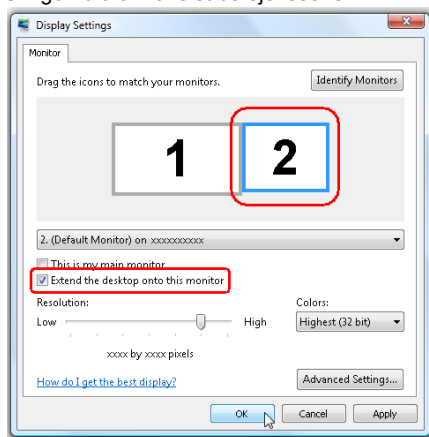 Display Settings
Monitor
Drag the icons to match your monitors.
Identify Monitors
1
2
2. (Default Monitor) on xxxxxxxxxx
This is my main monitor
Extend the desktop onto this monitor
Resolution:
Colors:
Low
High
Highest (32 bit)
xxxx by xxxx pixels
How do I get the best display?
Advanced Settings...
OK
Cancel
Apply